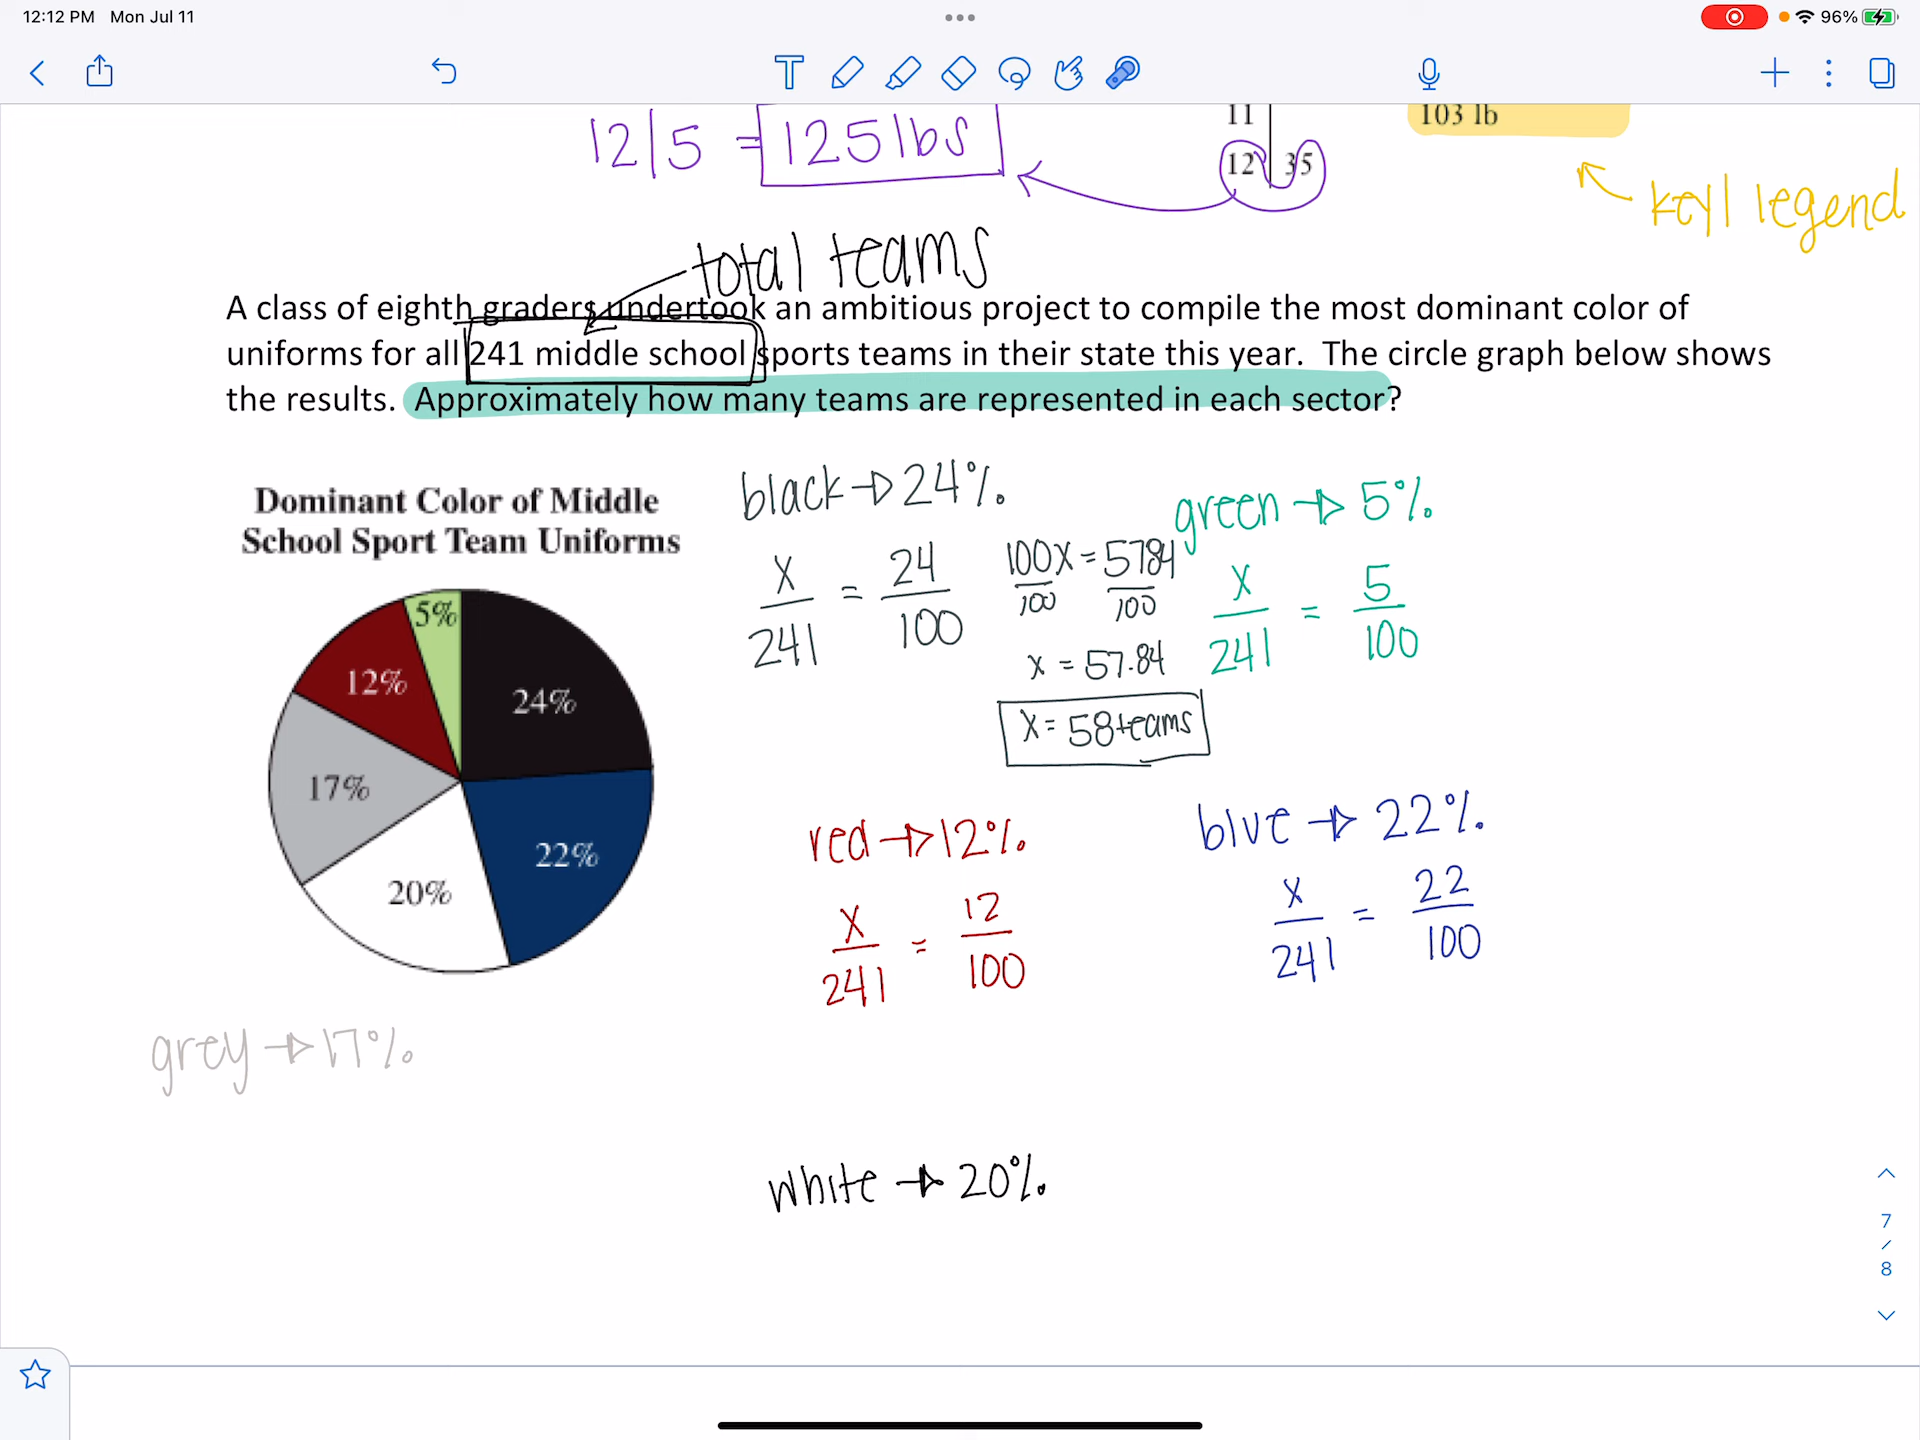 12:12 PM Mon Jul 11
96%
T
12|5 = 125 lbs
11
12 35
103 lb
key/legend
total teams
A class of eighth graders undertook an ambitious project to compile the most dominant color of
uniforms for all 241 middle school sports teams in their state this year. The circle graph below shows
the results. Approximately how many teams are represented in each sector?
Dominant Color of Middle
School Sport Team Uniforms
5%
12%
24%
17%
22%
20%
black → 24%
x/241 = 24/100
100x = 5784
100 100
x = 57.84
x = 58 teams
green → 5%
x/241 = 5/100
red → 12%
x/241 = 12/100
blue → 22%
x/241 = 22/100
grey → 17%
white → 20%
7
/
8